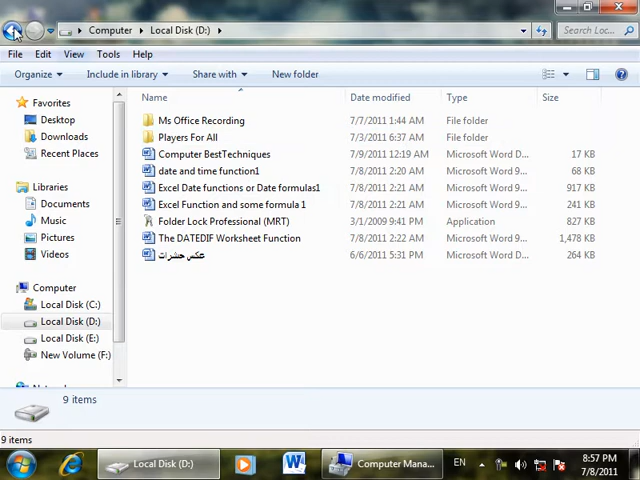 Computer Local Disk (D:)
Search Loc...
File Edit View Tools Help
Organize Include in library Share with New folder
Name Date modified Type Size
Favorites
Desktop
Downloads
Recent Places
Libraries
Documents
Music
Pictures
Videos
Computer
Local Disk (C:)
Local Disk (D:)
Local Disk (E:)
New Volume (F:)
Ms Office Recording 7/7/2011 1:44 AM File folder
Players For All 7/3/2011 6:37 AM File folder
Computer BestTechniques 7/9/2011 12:19 AM Microsoft Word D... 17 KB
date and time function1 7/8/2011 2:20 AM Microsoft Word 9... 68 KB
Excel Date functions or Date formulas1 7/8/2011 2:21 AM Microsoft Word 9... 917 KB
Excel Function and some formula 1 7/8/2011 2:21 AM Microsoft Word 9... 241 KB
Folder Lock Professional (MRT) 3/1/2009 9:41 PM Application 827 KB
The DATEDIF Worksheet Function 7/8/2011 2:22 AM Microsoft Word 9... 1,478 KB
عکس حشرات 6/6/2011 5:31 PM Microsoft Word D... 264 KB
9 items
9 items
Local Disk (D:) Computer Mana... EN 8:57 PM
7/8/2011